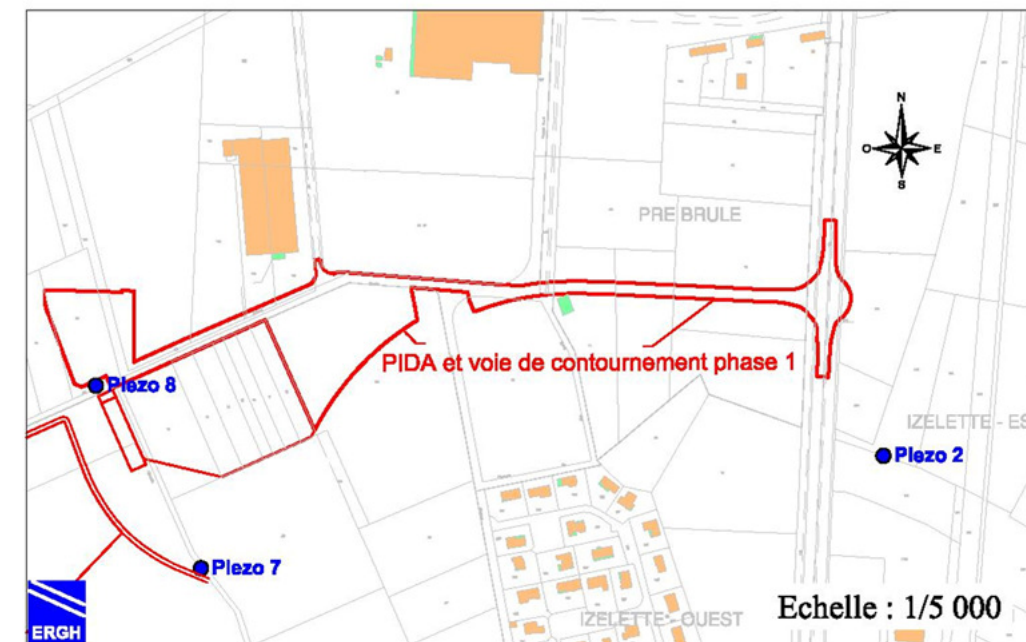 N
O E
S
PRE BRULE
PIDA et voie de contournement phase 1
Piezo 8
IZELETTE - ES
Piezo 2
Piezo 7
IZELETTE - OUEST
Echelle : 1/5 000
ERGH